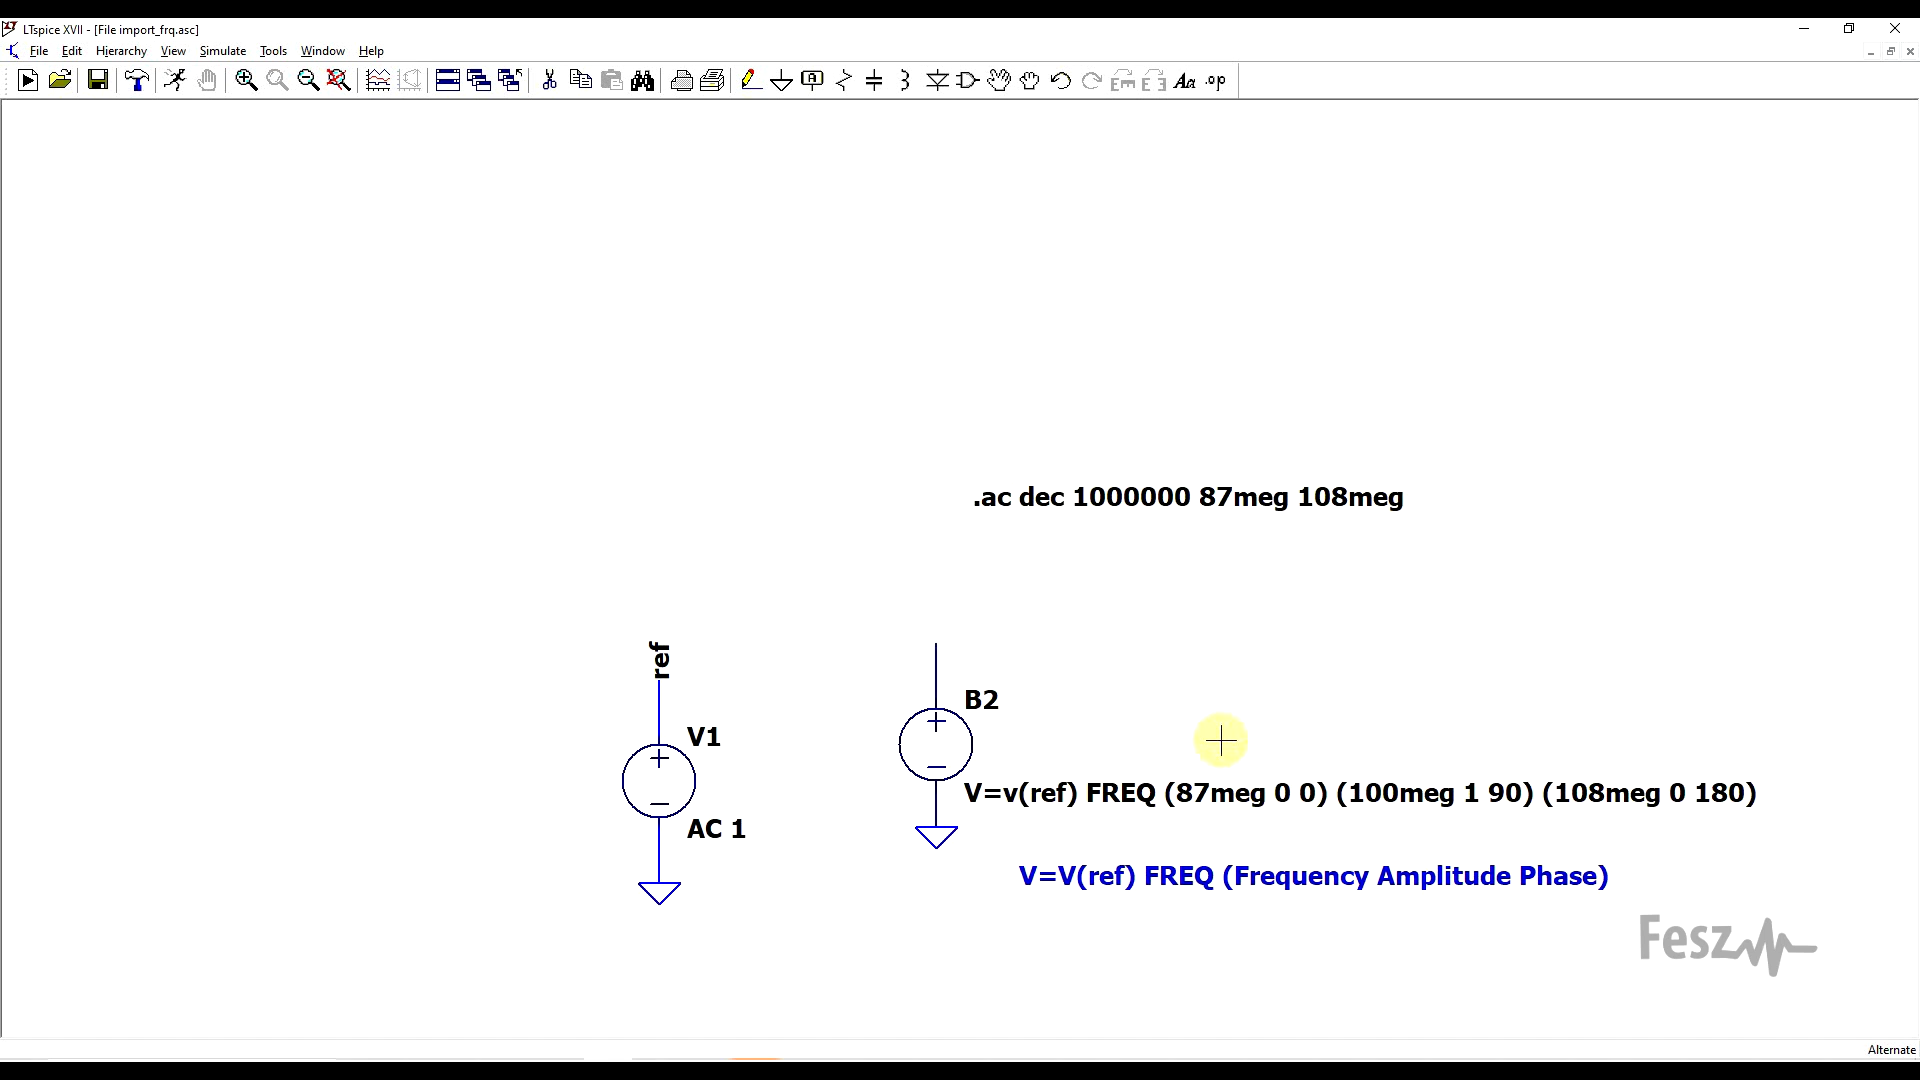 LTspice XVII - [File import_frq.asc]
File Edit Hierarchy View Simulate Tools Window Help
.ac dec 1000000 87meg 108meg
ref
V1
AC 1
B2
V=v(ref) FREQ (87meg 0 0) (100meg 1 90) (108meg 0 180)
V=V(ref) FREQ (Frequency Amplitude Phase)
Fesz
Alternate